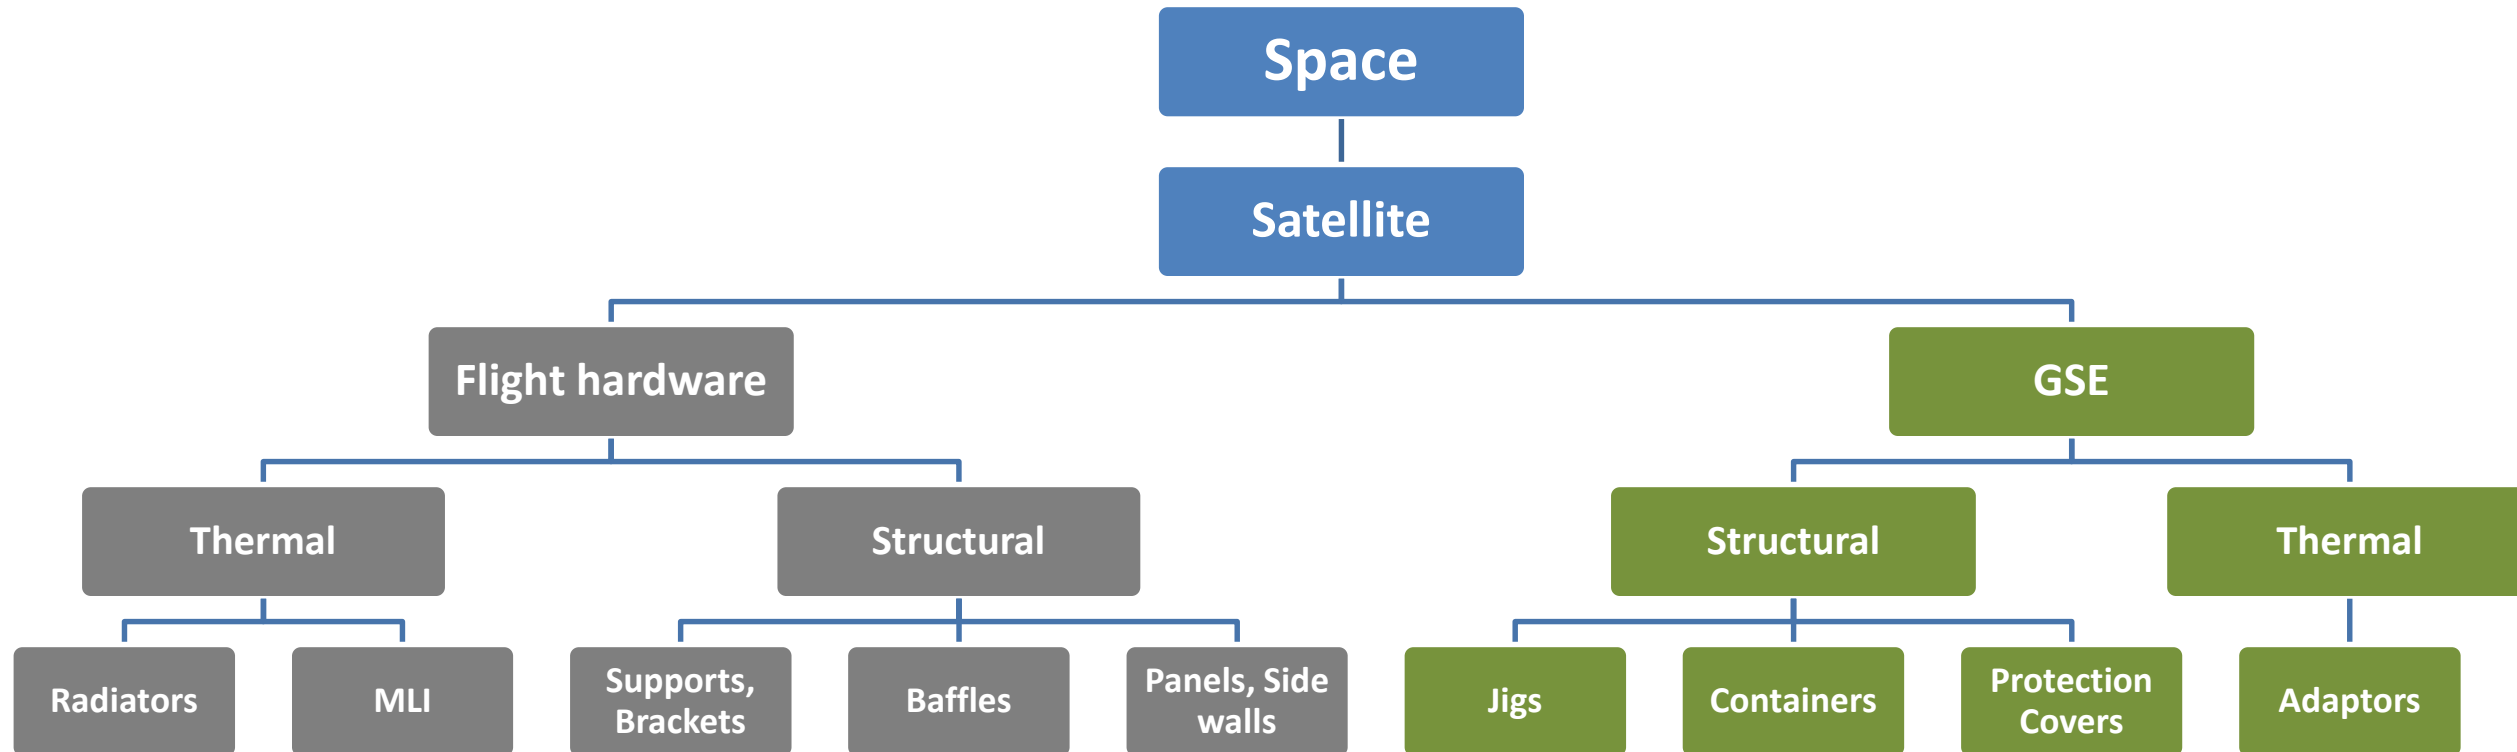 Space
Satellite
Flight hardware
GSE
Thermal
Structural
Structural
Thermal
Radiators
MLI
Supports,
Brackets
Baffles
Panels, Side
walls
Jigs
Containers
Protection
Covers
Adaptors